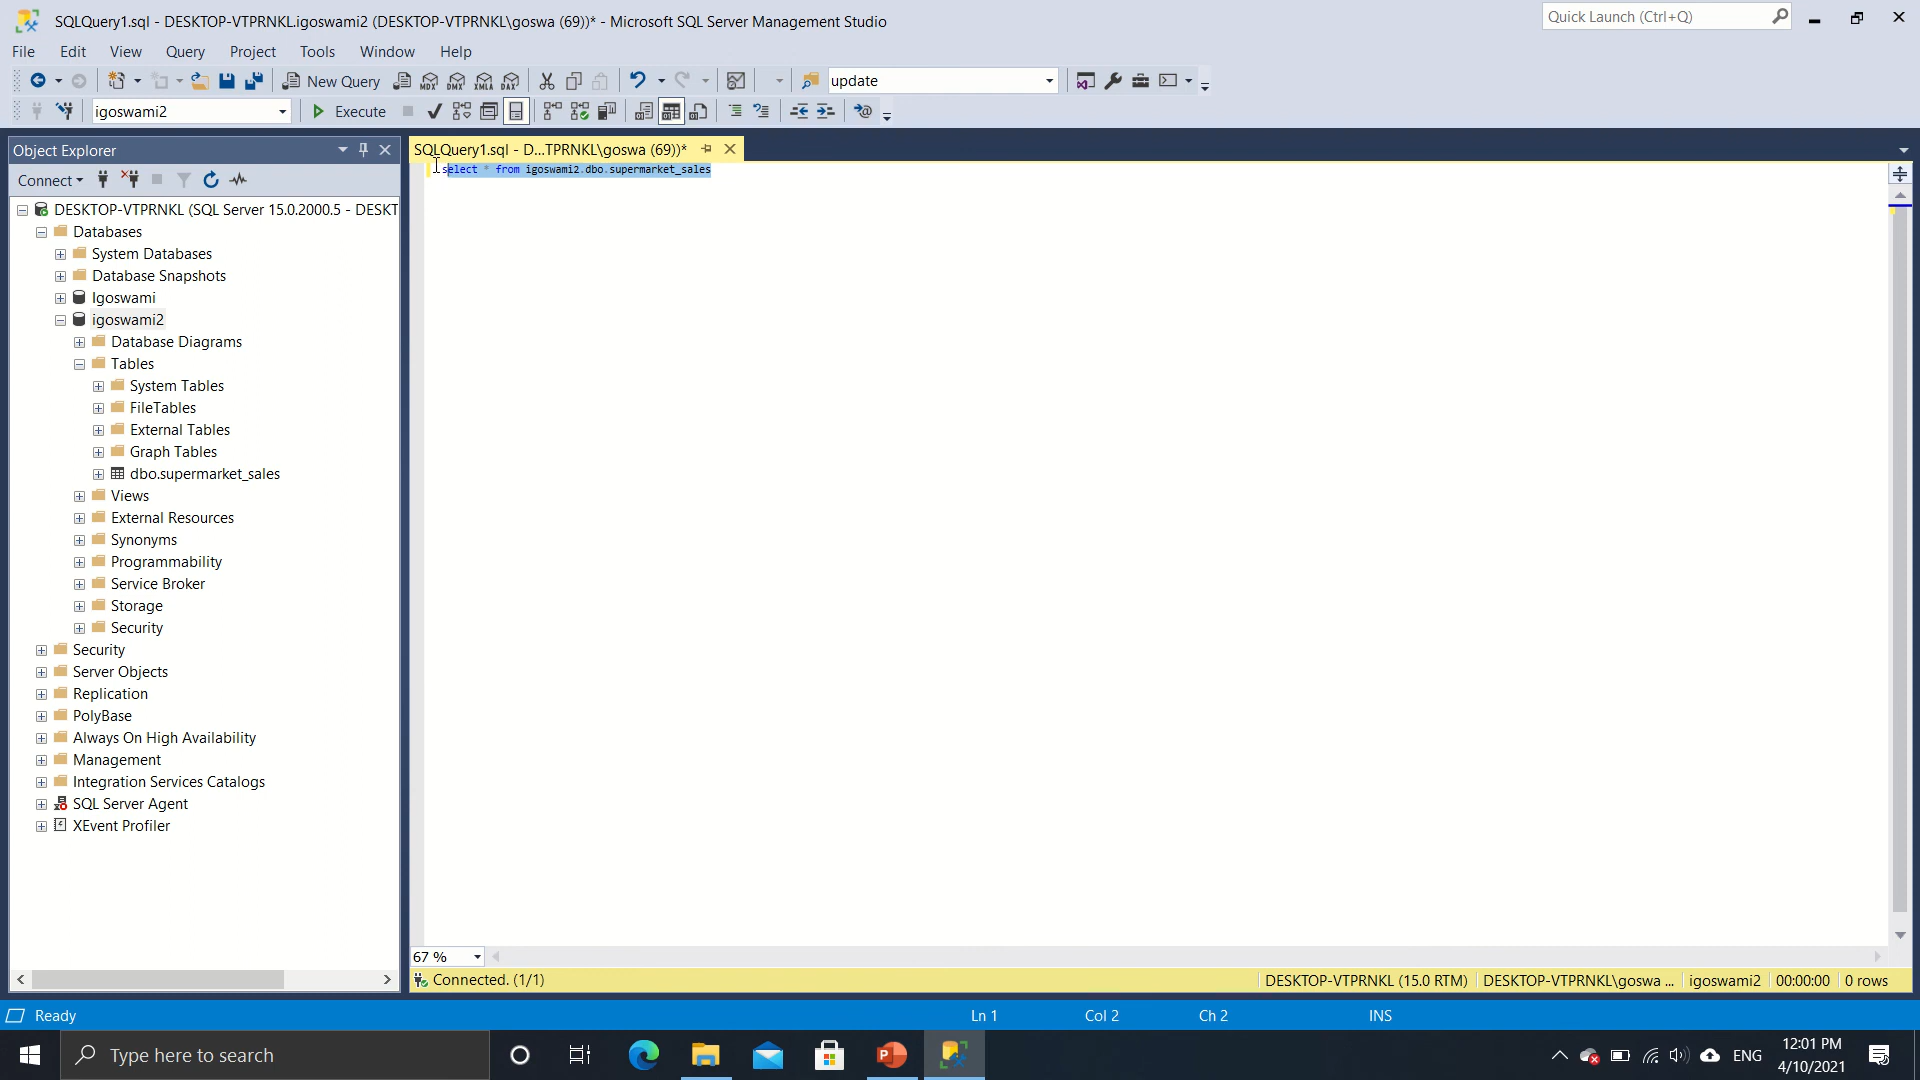 SQLQuery1.sql - DESKTOP-VTPRNKL.igoswami2 (DESKTOP-VTPRNKL\goswa (69))* - Microsoft SQL Server Management Studio
Quick Launch (Ctrl+Q)
File Edit View Query Project Tools Window Help
New Query MDX DMX XMLA DAX update
igoswami2 Execute
Object Explorer
SQLQuery1.sql - D...TPRNKL\goswa (69))*
select * from igoswami2.dbo.supermarket_sales
Connect
DESKTOP-VTPRNKL (SQL Server 15.0.2000.5 - DESKT
Databases
System Databases
Database Snapshots
Igoswami
igoswami2
Database Diagrams
Tables
System Tables
FileTables
External Tables
Graph Tables
dbo.supermarket_sales
Views
External Resources
Synonyms
Programmability
Service Broker
Storage
Security
Security
Server Objects
Replication
PolyBase
Always On High Availability
Management
Integration Services Catalogs
SQL Server Agent
XEvent Profiler
67 %
Connected. (1/1) DESKTOP-VTPRNKL (15.0 RTM) DESKTOP-VTPRNKL\goswa ... igoswami2 00:00:00 0 rows
Ready Ln 1 Col 2 Ch 2 INS
Type here to search
ENG
12:01 PM
4/10/2021